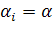 αᵢ = α